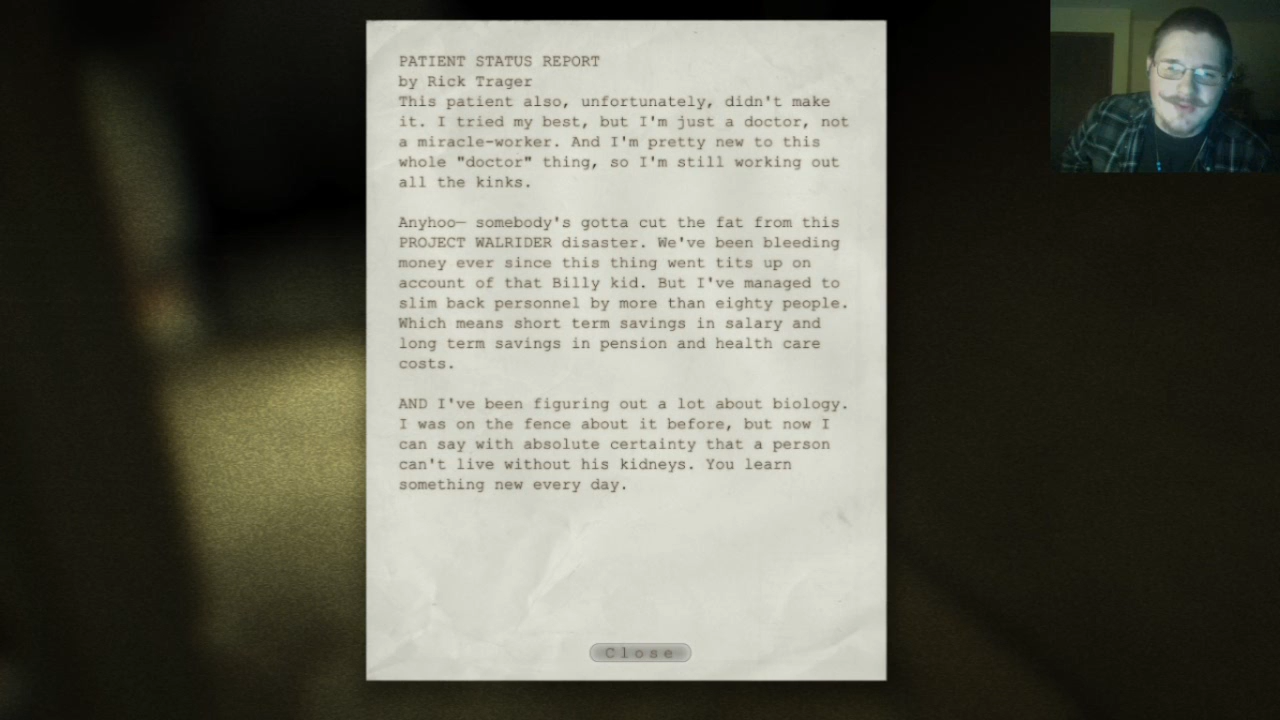 PATIENT STATUS REPORT
by Rick Trager
This patient also, unfortunately, didn't make
it. I tried my best, but I'm just a doctor, not
a miracle-worker. And I'm pretty new to this
whole "doctor" thing, so I'm still working out
all the kinks.
Anyhoo— somebody's gotta cut the fat from this
PROJECT WALRIDER disaster. We've been bleeding
money ever since this thing went tits up on
account of that Billy kid. But I've managed to
slim back personnel by more than eighty people.
Which means short term savings in salary and
long term savings in pension and health care
costs.
AND I've been figuring out a lot about biology.
I was on the fence about it before, but now I
can say with absolute certainty that a person
can't live without his kidneys. You learn
something new every day.
Close